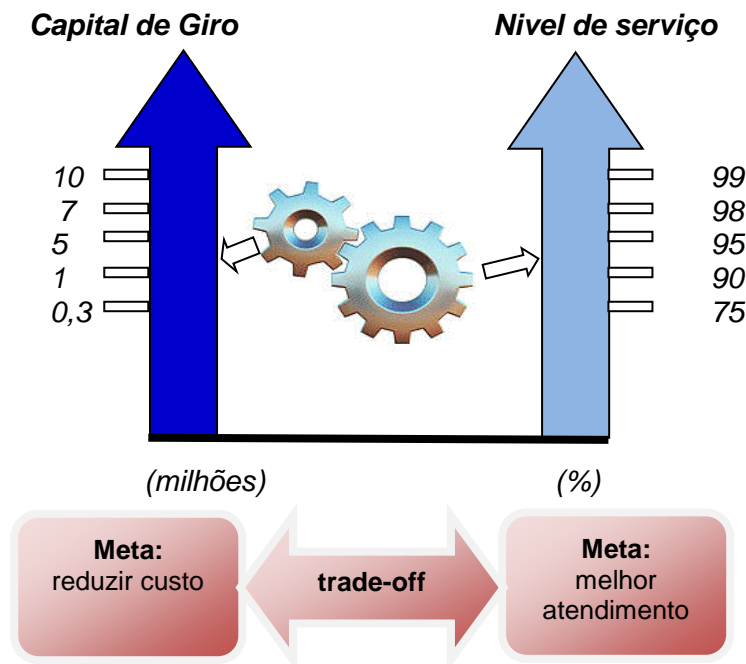 Capital de Giro
Nivel de serviço
10
99
7
98
5
95
1
90
0,3
75
(milhões)
(%)
Meta:
reduzir custo
trade-off
Meta:
melhor
atendimento